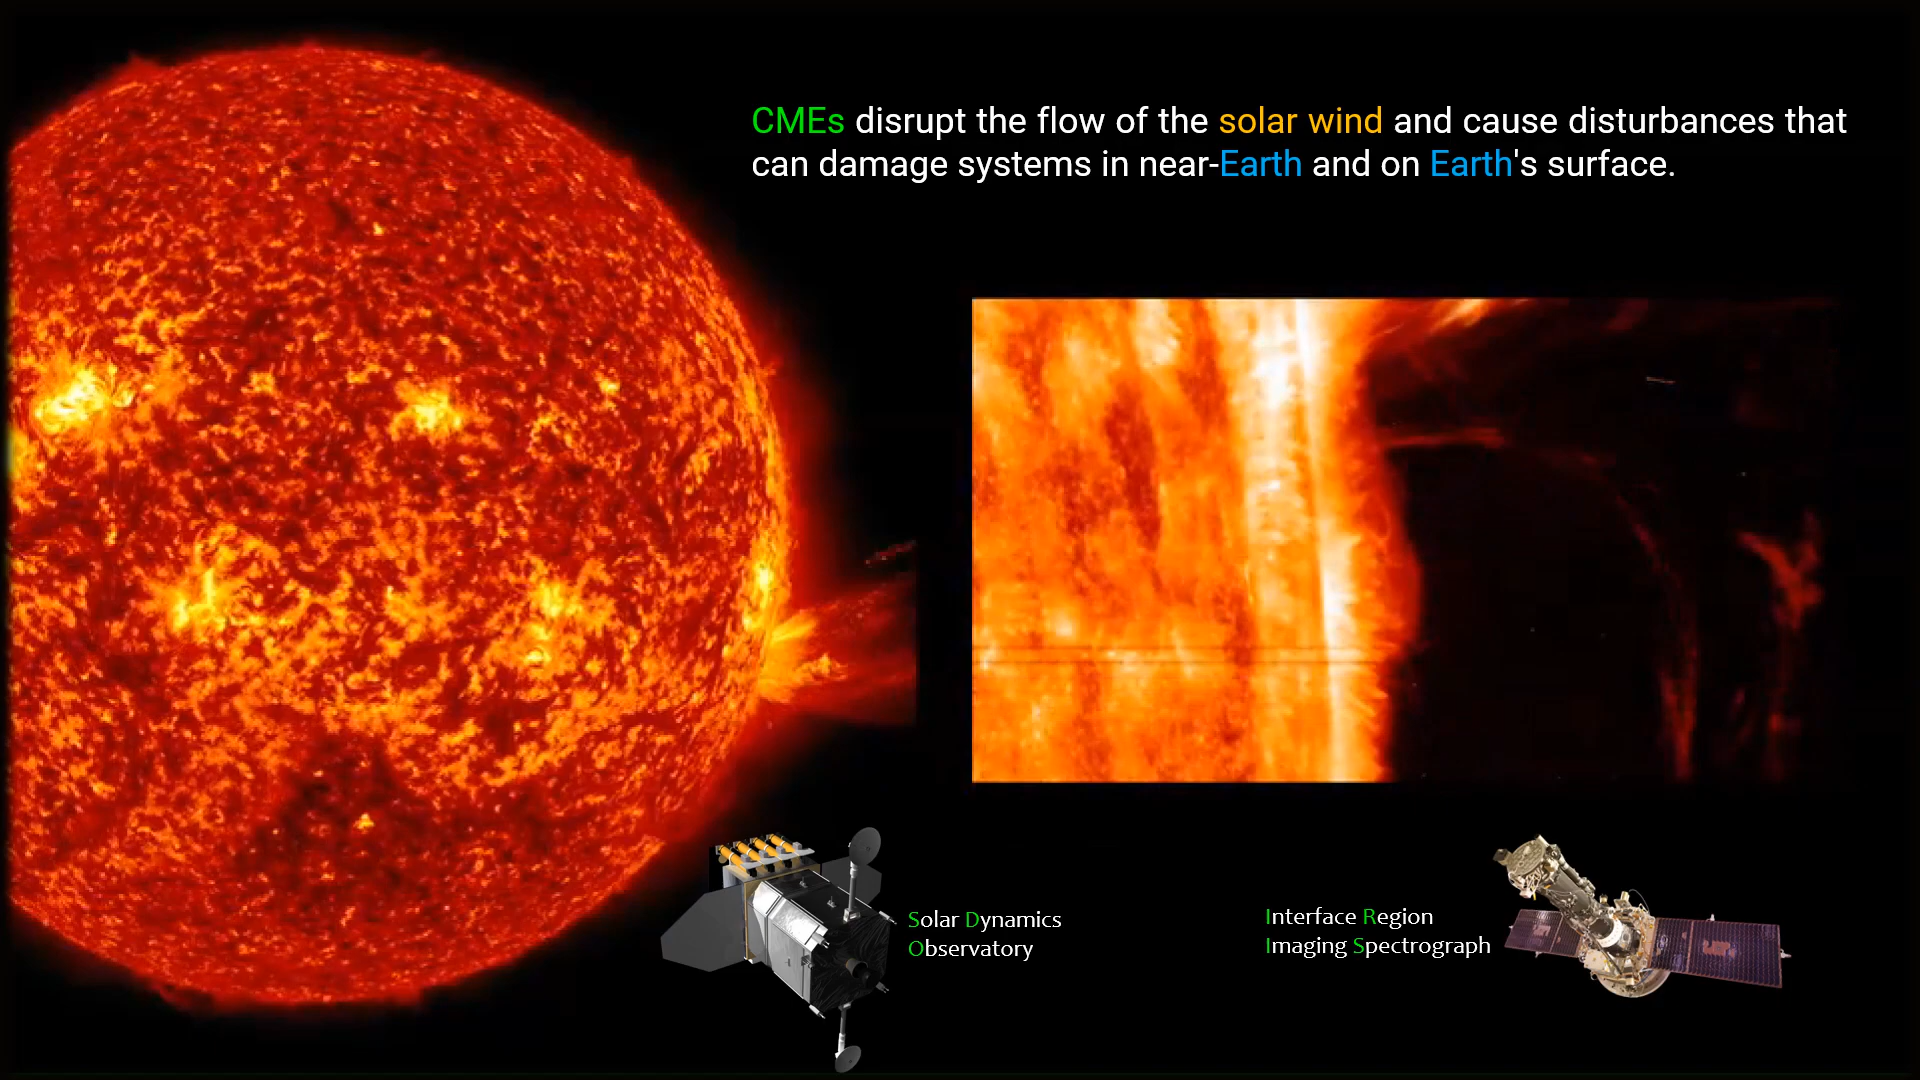 CMEs disrupt the flow of the solar wind and cause disturbances that
can damage systems in near-Earth and on Earth's surface.
Solar Dynamics
Observatory
Interface Region
Imaging Spectrograph